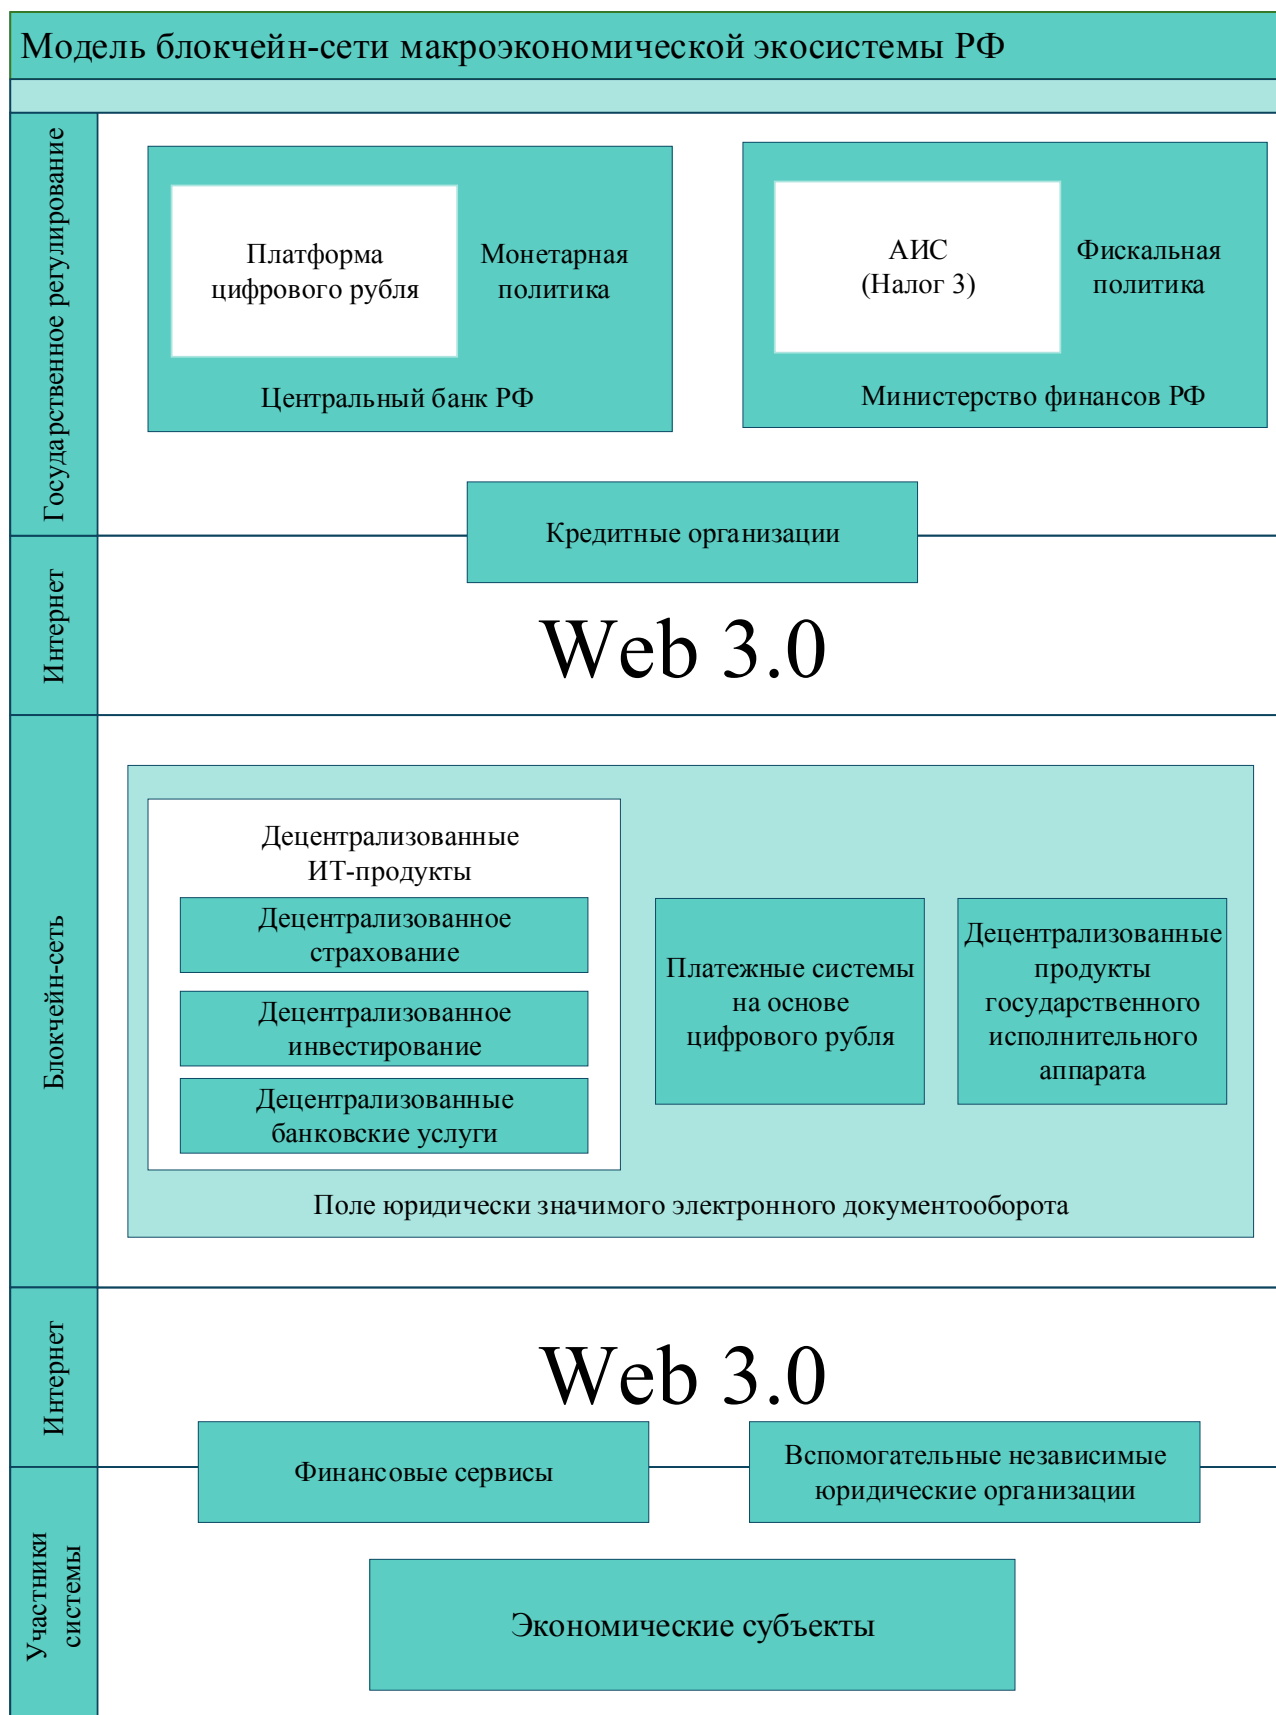 Модель блокчейн-сети макроэкономической экосистемы РФ
Государственное регулирование
Платформа
цифрового рубля
Монетарная
политика
Центральный банк РФ
АИС
(Налог 3)
Фискальная
политика
Министерство финансов РФ
Кредитные организации
Интернет
Web 3.0
Блокчейн-сеть
Децентрализованные
ИТ-продукты
Децентрализованное
страхование
Децентрализованное
инвестирование
Децентрализованные
банковские услуги
Платежные системы
на основе
цифрового рубля
Децентрализованные
продукты
государственного
исполнительного
аппарата
Поле юридически значимого электронного документооборота
Интернет
Web 3.0
Финансовые сервисы
Вспомогательные независимые
юридические организации
Участники
системы
Экономические субъекты